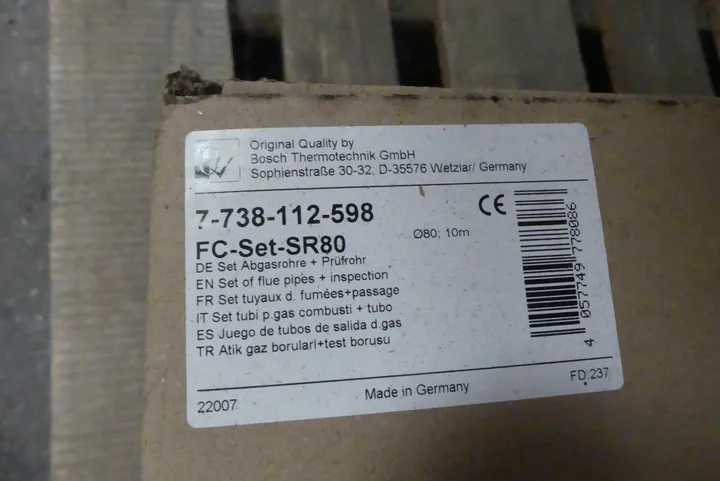 Original Quality by
Bosch Thermotechnik GmbH
Sophienstraße 30-32; D-35576 Wetzlar/ Germany
7-738-112-598
FC-Set-SR80
Ø80; 10m
DE Set Abgasrohre + Prüfrohr
EN Set of flue pipes + inspection
FR Set tuyaux d. fumées+passage
IT Set tubi p.gas combusti + tubo
ES Juego de tubos de salida d.gas
TR Atik gaz borulari+test borusu
4 057749 778086
22007
Made in Germany
FD:237